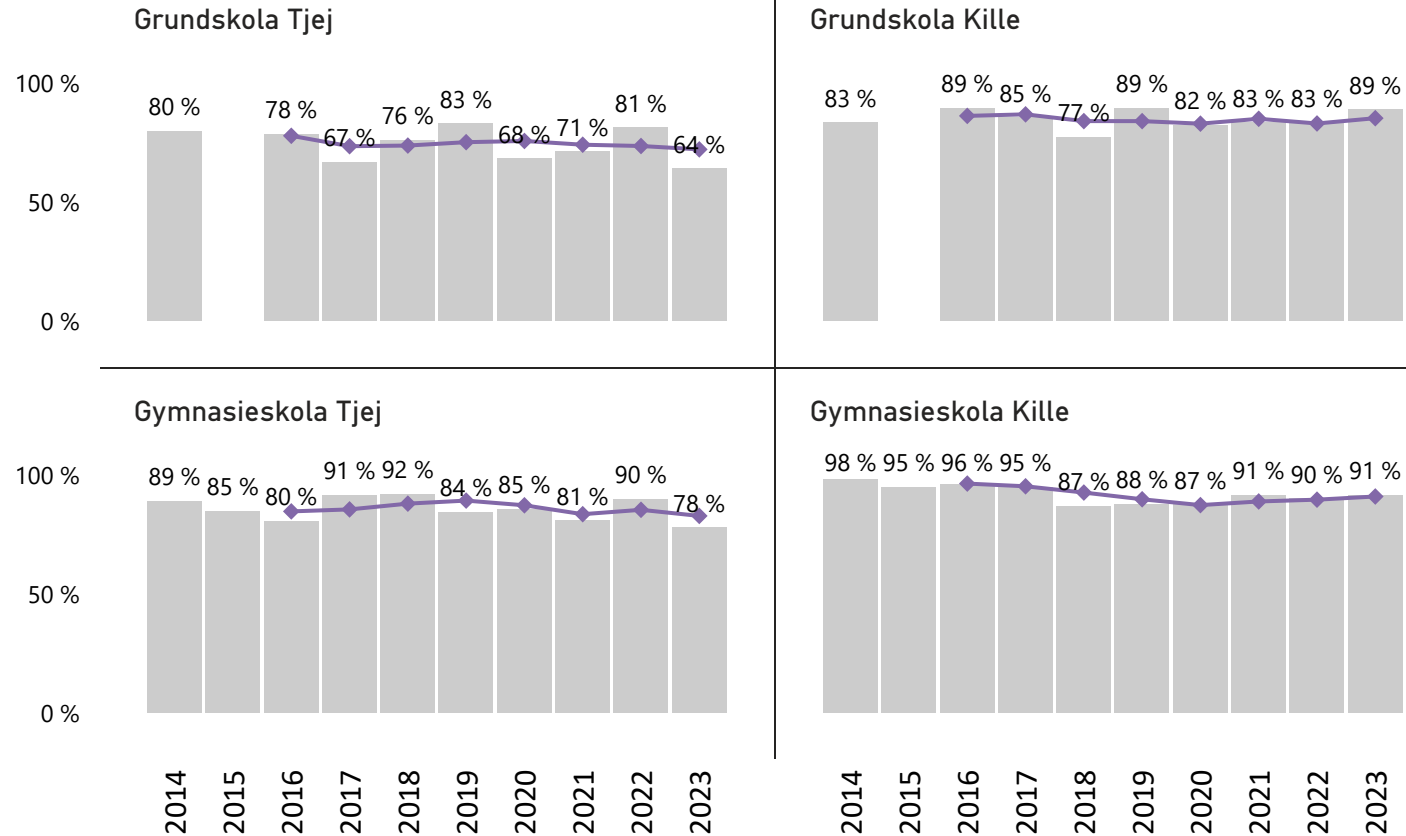 Grundskola Tjej
100 %
50 %
0 %
80 % 78 % 67 % 76 % 83 % 68 % 71 % 81 % 64 %
Grundskola Kille
83 % 89 % 85 % 77 % 89 % 82 % 83 % 83 % 89 %
Gymnasieskola Tjej
100 %
50 %
0 %
89 % 85 % 80 % 91 % 92 % 84 % 85 % 81 % 90 % 78 %
2014 2015 2016 2017 2018 2019 2020 2021 2022 2023
Gymnasieskola Kille
98 % 95 % 96 % 95 % 87 % 88 % 87 % 91 % 90 % 91 %
2014 2015 2016 2017 2018 2019 2020 2021 2022 2023